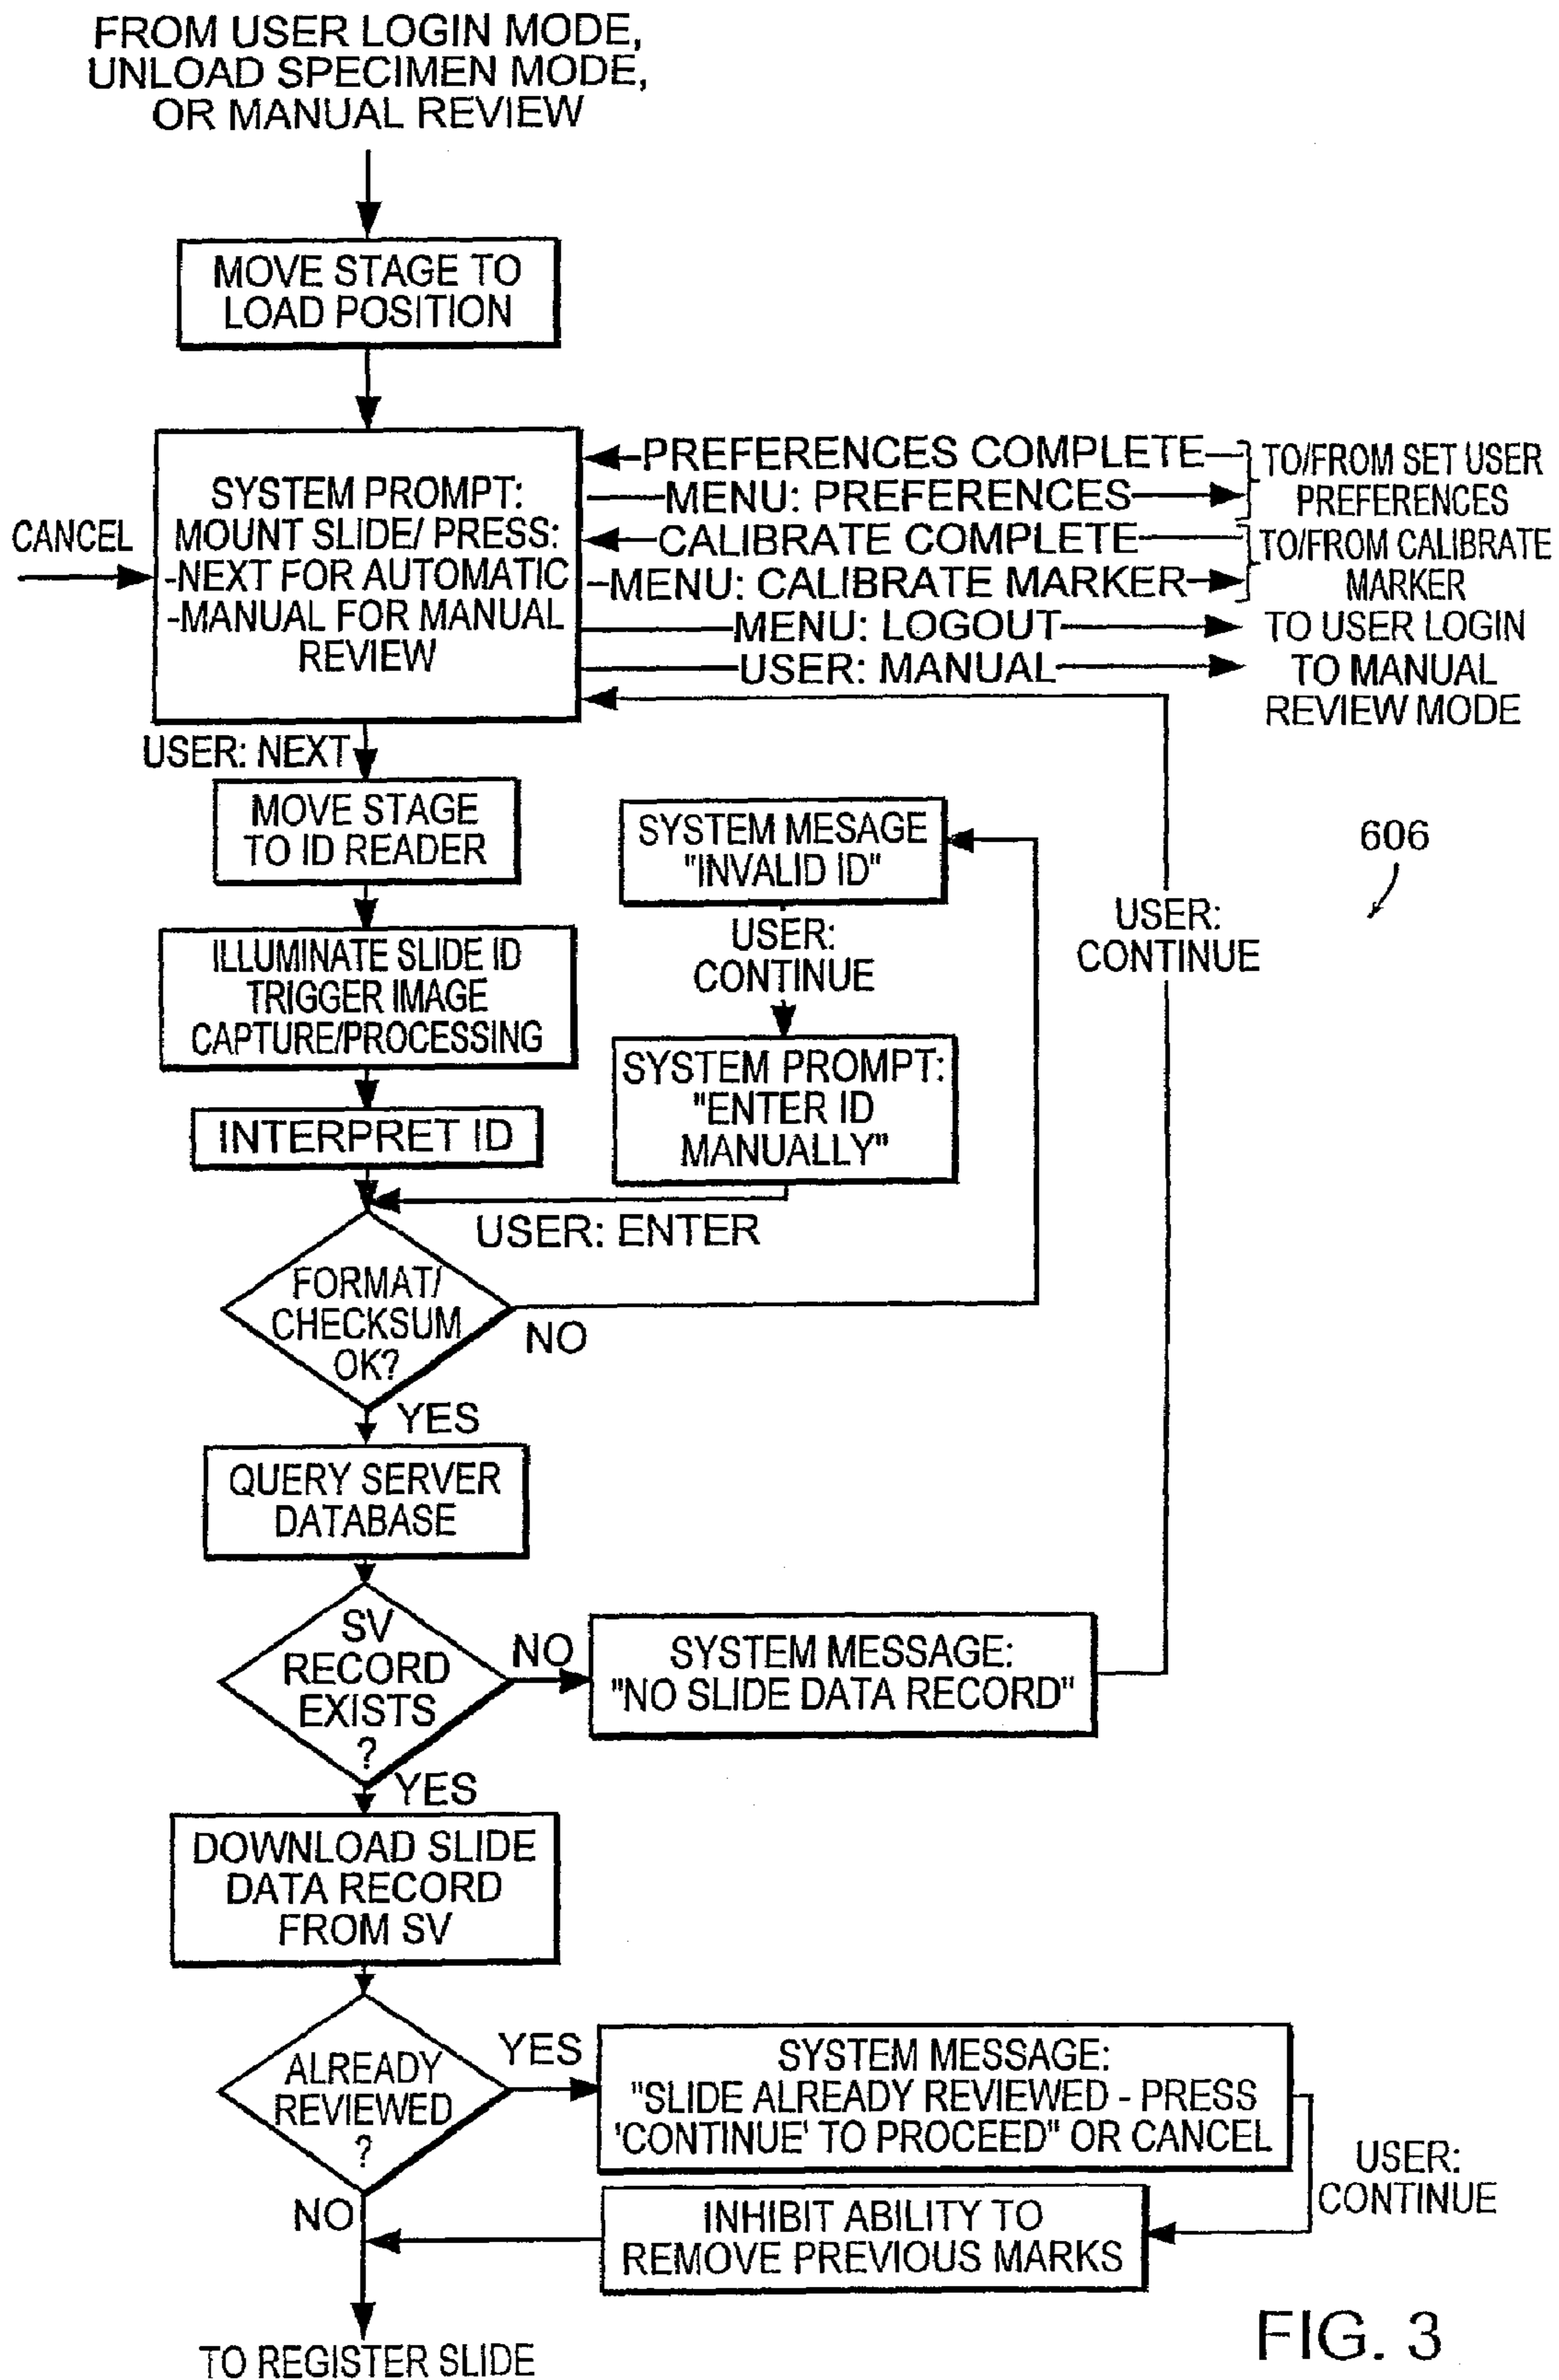 FROM USER LOGIN MODE,
UNLOAD SPECIMEN MODE,
OR MANUAL REVIEW
MOVE STAGE TO
LOAD POSITION
SYSTEM PROMPT:
MOUNT SLIDE/ PRESS:
-NEXT FOR AUTOMATIC
-MANUAL FOR MANUAL
REVIEW
CANCEL
PREFERENCES COMPLETE
MENU: PREFERENCES
TO/FROM SET USER
PREFERENCES
CALIBRATE COMPLETE
MENU: CALIBRATE MARKER
TO/FROM CALIBRATE
MARKER
MENU: LOGOUT
TO USER LOGIN
USER: MANUAL
TO MANUAL
REVIEW MODE
USER: NEXT
MOVE STAGE
TO ID READER
SYSTEM MESAGE
"INVALID ID"
606
USER:
CONTINUE
USER:
CONTINUE
ILLUMINATE SLIDE ID
TRIGGER IMAGE
CAPTURE/PROCESSING
SYSTEM PROMPT:
"ENTER ID
MANUALLY"
INTERPRET ID
USER: ENTER
FORMAT/
CHECKSUM
OK?
NO
YES
QUERY SERVER
DATABASE
SV
RECORD
EXISTS
?
NO
SYSTEM MESSAGE:
"NO SLIDE DATA RECORD"
YES
DOWNLOAD SLIDE
DATA RECORD
FROM SV
ALREADY
REVIEWED
?
YES
SYSTEM MESSAGE:
"SLIDE ALREADY REVIEWED - PRESS
'CONTINUE' TO PROCEED" OR CANCEL
USER:
CONTINUE
NO
INHIBIT ABILITY TO
REMOVE PREVIOUS MARKS
TO REGISTER SLIDE
FIG. 3